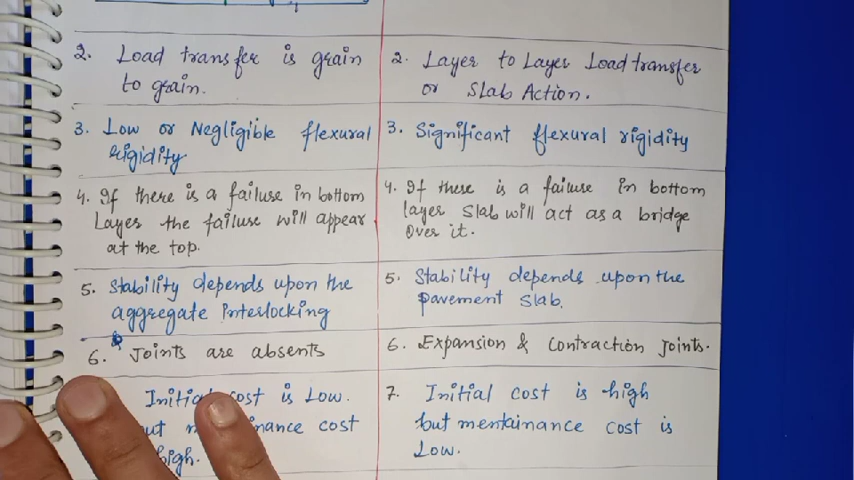 2. Load transfer is grain
to grain.
3. Low or Negligible flexural
rigidity
4. If there is a failure in bottom
Layer the failure will appear
at the top.
5. Stability depends upon the
aggregate interlocking
6. Joints are absents
Initial cost is Low.
cost
high.
2. Layer to Layer Load transfer
or Slab Action.
3. Significant flexural rigidity
4. If there is a failure in bottom
layer slab will act as a bridge
over it.
5. Stability depends upon the
pavement slab.
6. Expansion & contraction joints.
7. Initial cost is high
but mentainance cost is
Low.